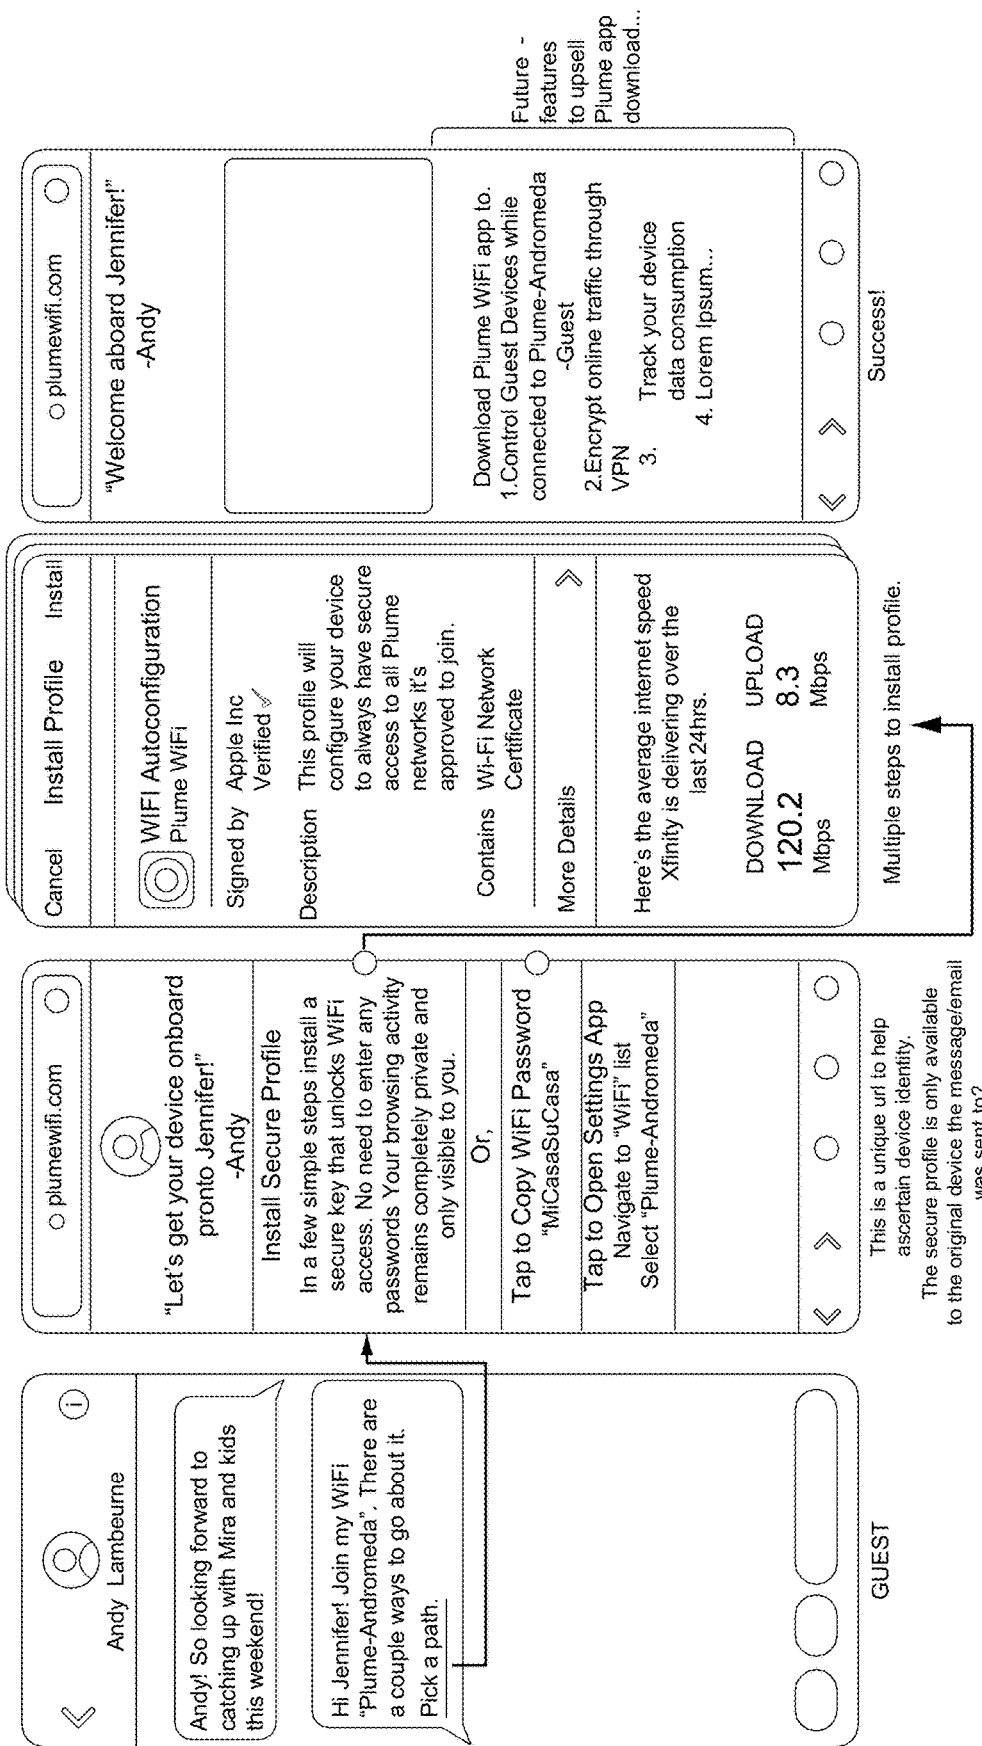 Andy Lambeurne
i
Andy! So looking forward to
catching up with Mira and kids
this weekend!
Hi Jennifer! Join my WiFi
"Plume-Andromeda". There are
a couple ways to go about it.
Pick a path.
GUEST
plumewifi.com
"Let's get your device onboard
pronto Jennifer!"
-Andy
Install Secure Profile
In a few simple steps install a
secure key that unlocks WiFi
access. No need to enter any
passwords Your browsing activity
remains completely private and
only visible to you.
Or,
Tap to Copy WiFi Password
"MiCasaSuCasa"
Tap to Open Settings App
Navigate to "WiFi" list
Select "Plume-Andromeda"
This is a unique url to help
ascertain device identity.
The secure profile is only available
to the original device the message/email
was sent to?
Cancel Install Profile Install
WIFI Autoconfiguration
Plume WiFi
Signed by Apple Inc
Verified ✓
Description This profile will
configure your device
to always have secure
access to all Plume
networks it's
approved to join.
Contains Wi-Fi Network
Certificate
More Details
Here's the average internet speed
Xfinity is delivering over the
last 24hrs.
DOWNLOAD UPLOAD
120.2 8.3
Mbps Mbps
Multiple steps to install profile.
plumewifi.com
"Welcome aboard Jennifer!"
-Andy
Download Plume WiFi app to.
1.Control Guest Devices while
connected to Plume-Andromeda
-Guest
2.Encrypt online traffic through
VPN
3. Track your device
data consumption
4. Lorem Ipsum...
Success!
Future -
features
to upsell
Plume app
download...